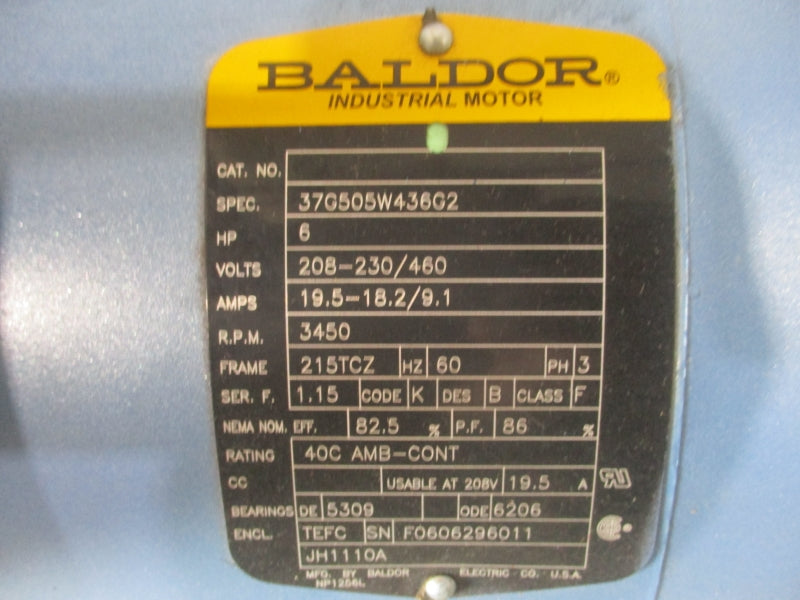 BALDOR®
INDUSTRIAL MOTOR
CAT. NO.
SPEC. 37G505W436G2
HP 6
VOLTS 208-230/460
AMPS 19.5-18.2/9.1
R.P.M. 3450
FRAME 215TCZ HZ 60 PH 3
SER. F. 1.15 CODE K DES B CLASS F
NEMA NOM. EFF. 82.5 % P.F. 86 %
RATING 40C AMB-CONT
CC USABLE AT 208V 19.5 A
BEARINGS DE 5309 ODE 6206
ENCL. TEFC SN F0606296011
JH1110A
MFG. BY BALDOR ELECTRIC CO. U.S.A.
NP1256L